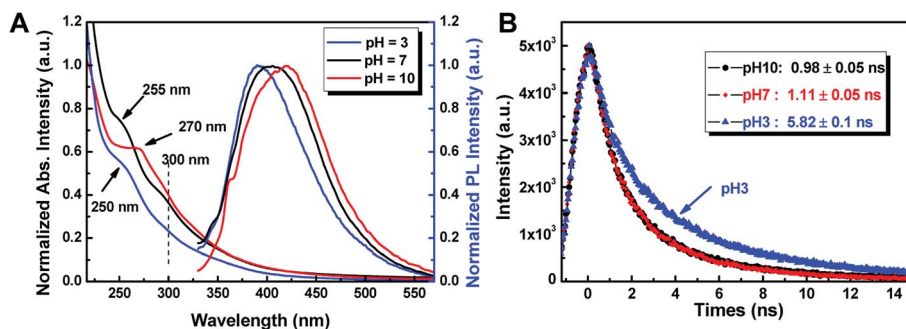 A
Normalized Abs. Intensity (a.u.)
1.2
1.0
0.8
0.6
0.4
0.2
0.0
255 nm
270 nm
300 nm
250 nm
pH = 3
pH = 7
pH = 10
1.2
1.0
0.8
0.6
0.4
0.2
0.0
Normalized PL Intensity (a.u.)
250 300 350 400 450 500 550
Wavelength (nm)
B
Intensity (a.u.)
5x10³
4x10³
3x10³
2x10³
1x10³
0
pH10: 0.98 ± 0.05 ns
pH7 : 1.11 ± 0.05 ns
pH3 : 5.82 ± 0.1 ns
pH3
0 2 4 6 8 10 12 14
Times (ns)